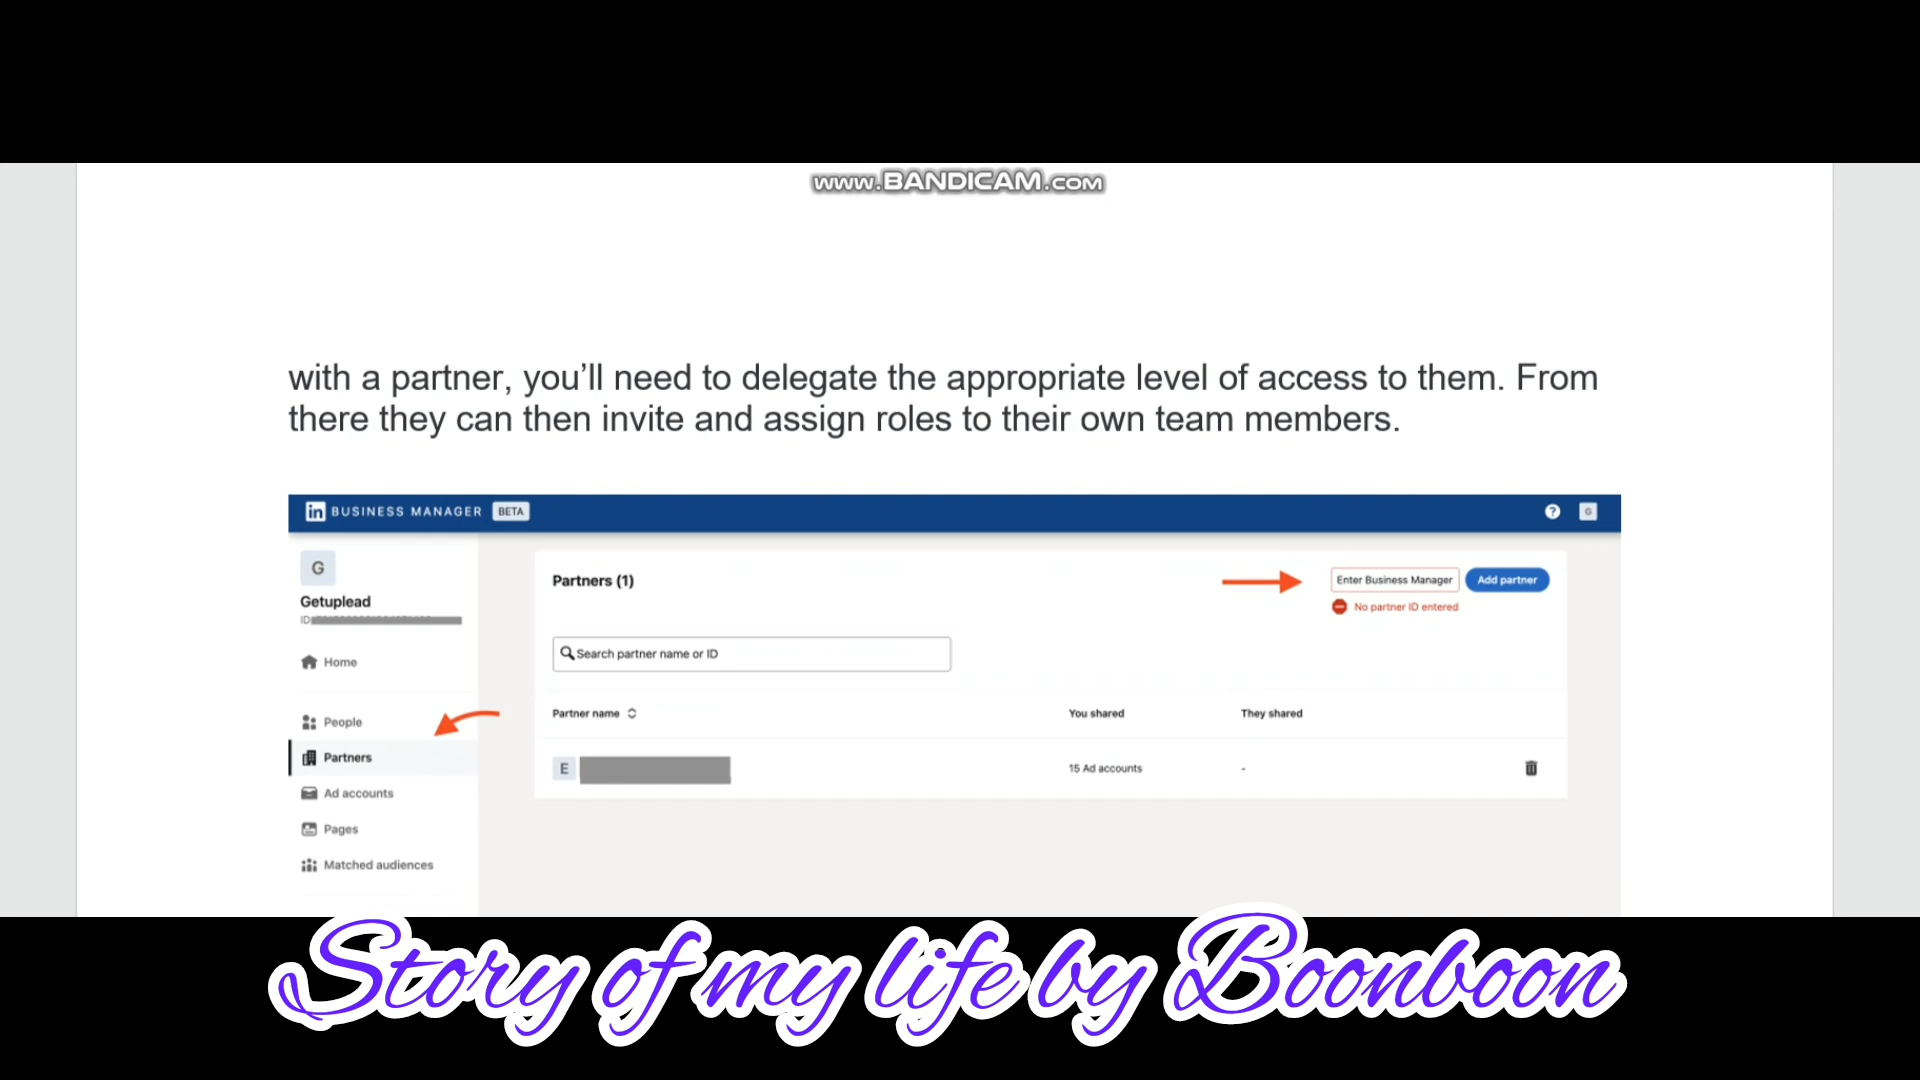 www.BANDICAM.com
with a partner, you'll need to delegate the appropriate level of access to them. From
there they can then invite and assign roles to their own team members.
in BUSINESS MANAGER BETA ? G
G
Getuplead
ID
Home
People
Partners
Ad accounts
Pages
Matched audiences
Partners (1)
Enter Business Manager Add partner
No partner ID entered
Search partner name or ID
Partner name You shared They shared
E 15 Ad accounts -
Story of my life by Boonboon